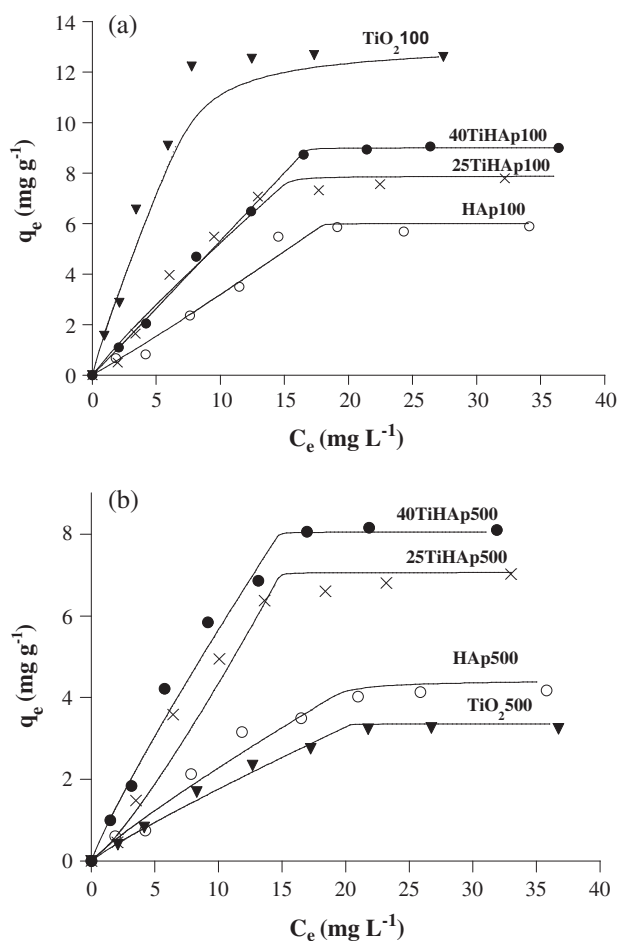 (a)
TiO2100
40TiHAp100
25TiHAp100
HAp100
qe (mg g-1)
14
12
10
8
6
4
2
0
0 5 10 15 20 25 30 35 40
Ce (mg L-1)
(b)
40TiHAp500
25TiHAp500
HAp500
TiO2500
qe (mg g-1)
8
6
4
2
0
0 5 10 15 20 25 30 35 40
Ce (mg L-1)